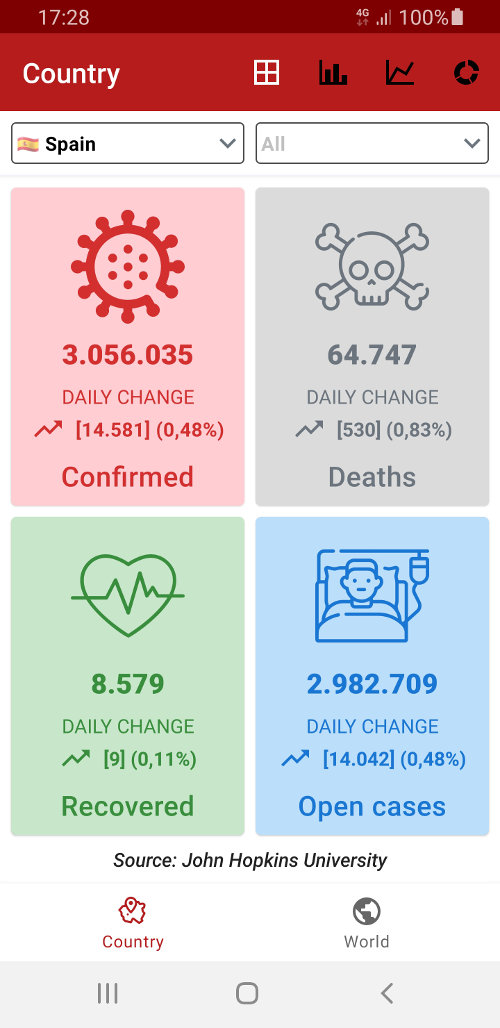 17:28 4G 100%
Country
Spain All
3.056.035
DAILY CHANGE
[14.581] (0,48%)
Confirmed
64.747
DAILY CHANGE
[530] (0,83%)
Deaths
8.579
DAILY CHANGE
[9] (0,11%)
Recovered
2.982.709
DAILY CHANGE
[14.042] (0,48%)
Open cases
Source: John Hopkins University
Country World